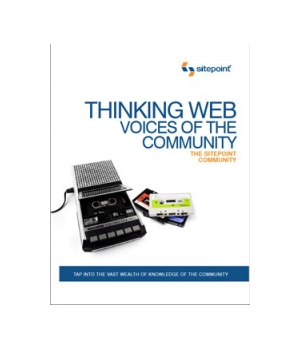 sitepoint
THINKING WEB
VOICES OF THE
COMMUNITY
THE SITEPOINT
COMMUNITY
TAP INTO THE VAST WEALTH OF KNOWLEDGE OF THE COMMUNITY